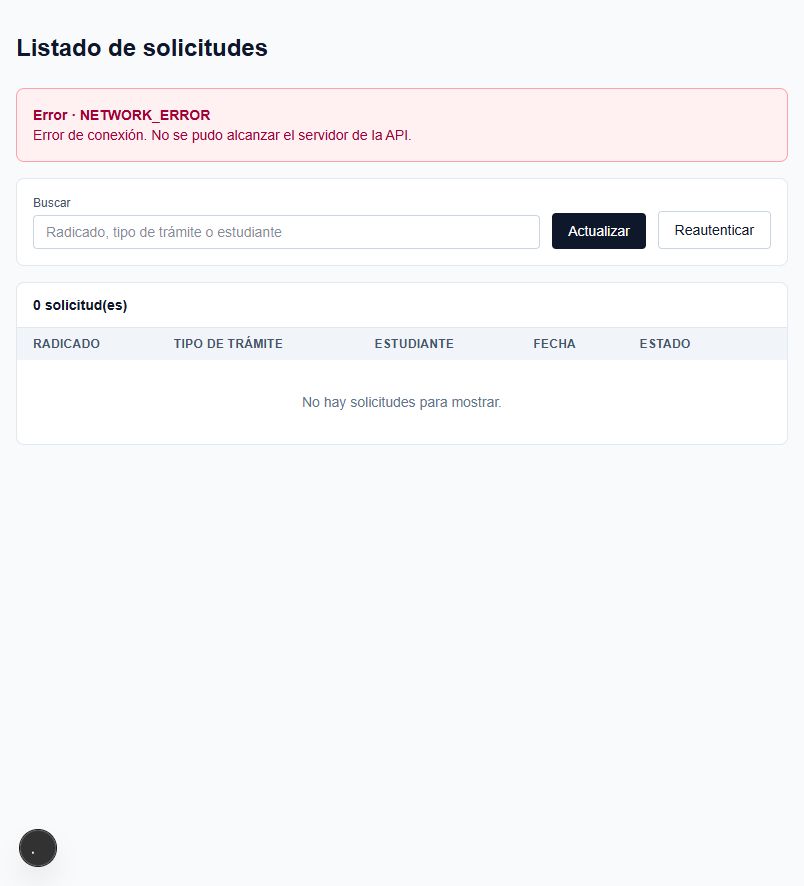 Listado de solicitudes
Error · NETWORK_ERROR
Error de conexión. No se pudo alcanzar el servidor de la API.
Buscar
Radicado, tipo de trámite o estudiante
Actualizar
Reautenticar
0 solicitud(es)
RADICADO TIPO DE TRÁMITE ESTUDIANTE FECHA ESTADO
No hay solicitudes para mostrar.